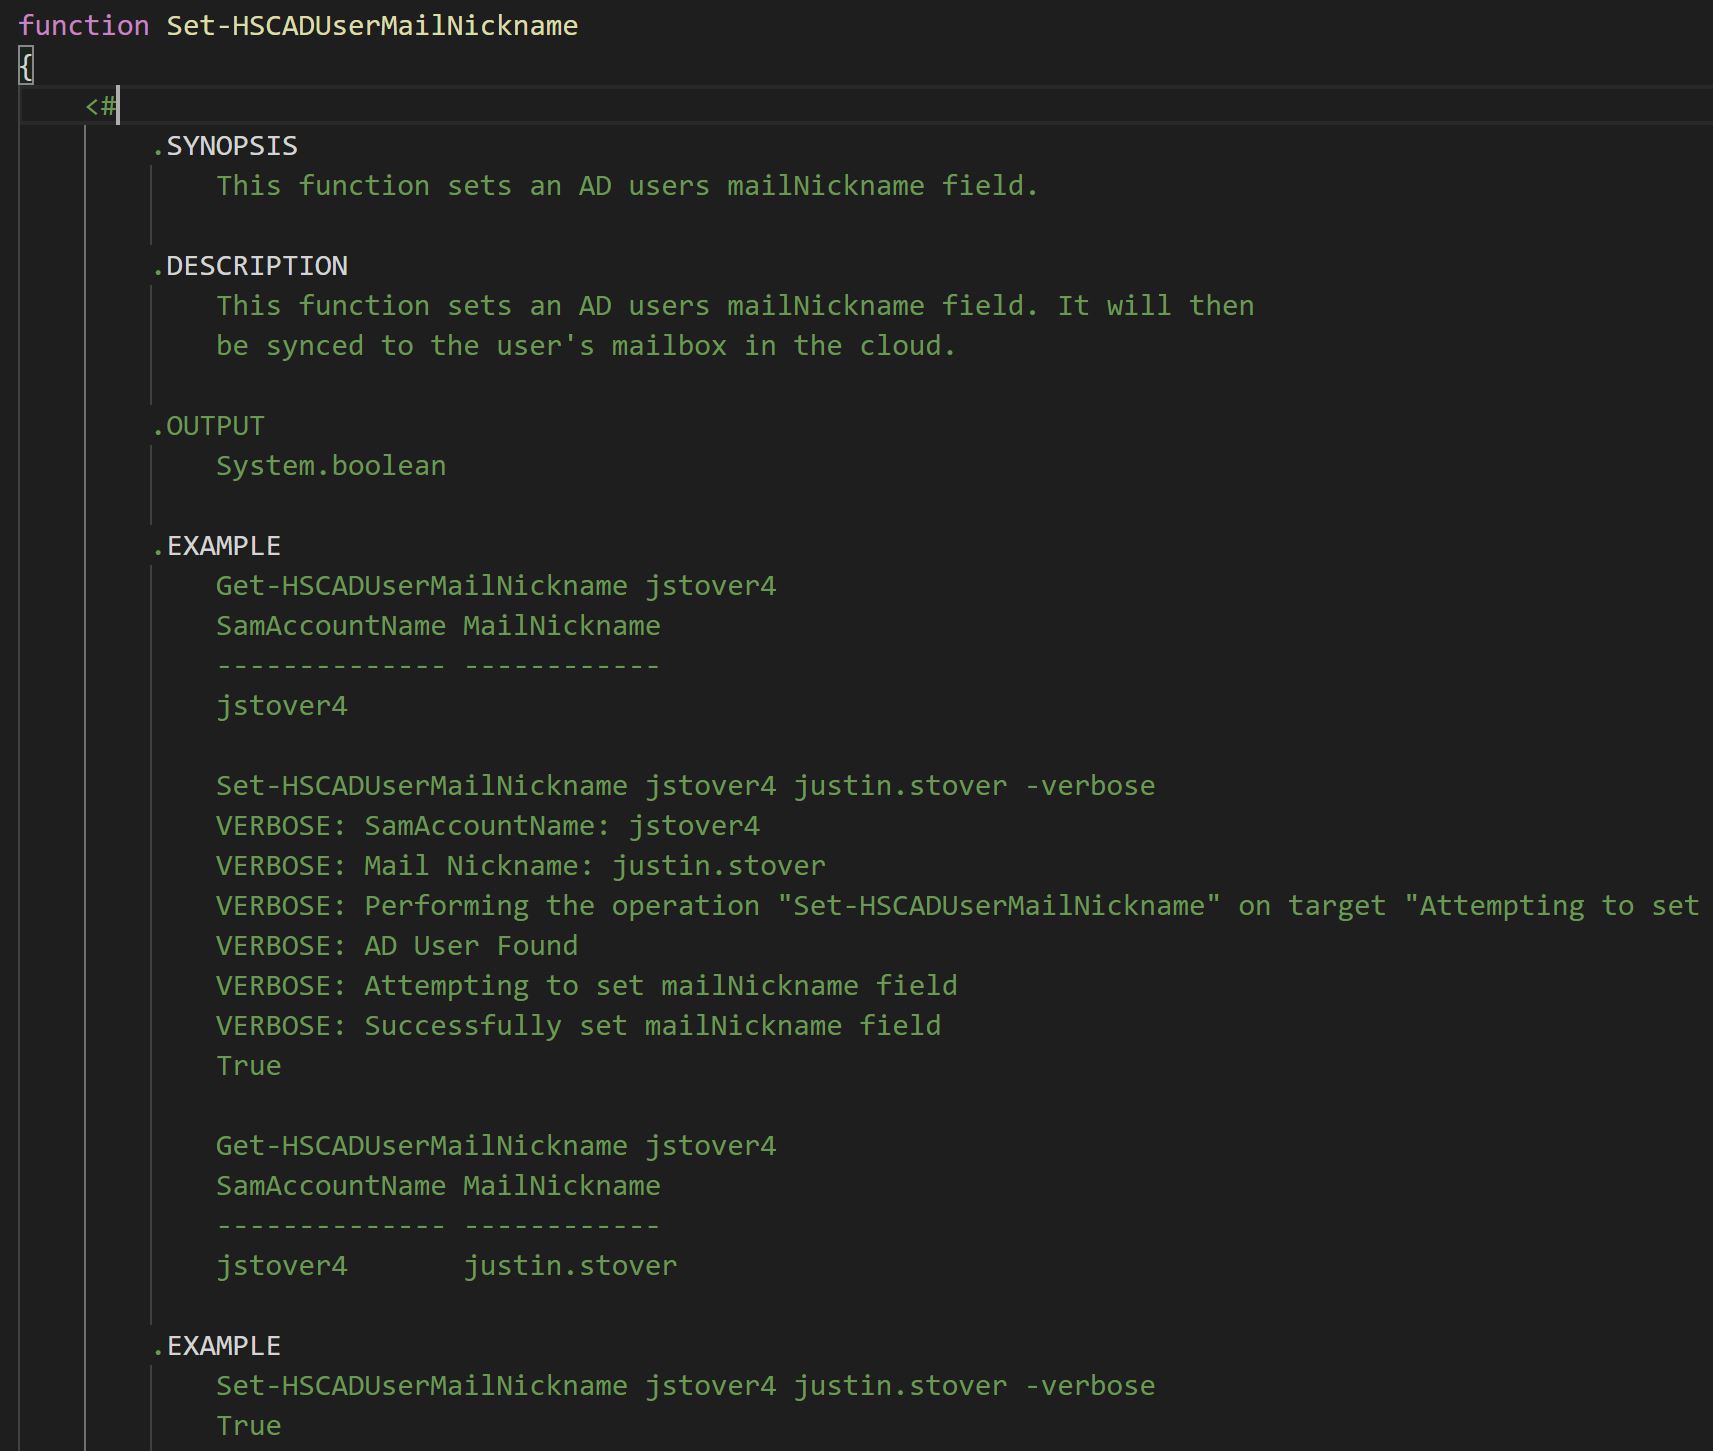 function Set-HSCADUserMailNickname
{
<#
.SYNOPSIS
This function sets an AD users mailNickname field.
.DESCRIPTION
This function sets an AD users mailNickname field. It will then
be synced to the user's mailbox in the cloud.
.OUTPUT
System.boolean
.EXAMPLE
Get-HSCADUserMailNickname jstover4
SamAccountName MailNickname
-------------- ------------
jstover4
Set-HSCADUserMailNickname jstover4 justin.stover -verbose
VERBOSE: SamAccountName: jstover4
VERBOSE: Mail Nickname: justin.stover
VERBOSE: Performing the operation "Set-HSCADUserMailNickname" on target "Attempting to set
VERBOSE: AD User Found
VERBOSE: Attempting to set mailNickname field
VERBOSE: Successfully set mailNickname field
True
Get-HSCADUserMailNickname jstover4
SamAccountName MailNickname
-------------- ------------
jstover4       justin.stover
.EXAMPLE
Set-HSCADUserMailNickname jstover4 justin.stover -verbose
True